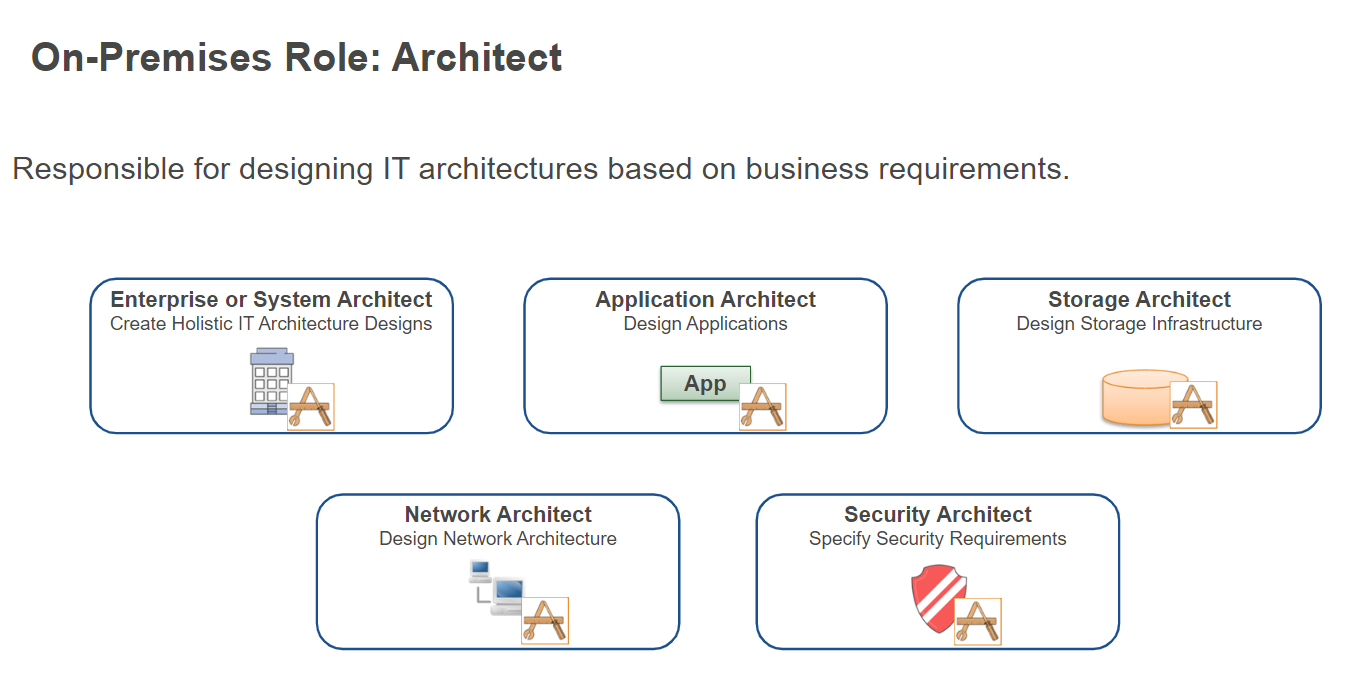 On-Premises Role: Architect
Responsible for designing IT architectures based on business requirements.
Enterprise or System Architect
Create Holistic IT Architecture Designs
Application Architect
Design Applications
App
Storage Architect
Design Storage Infrastructure
Network Architect
Design Network Architecture
Security Architect
Specify Security Requirements